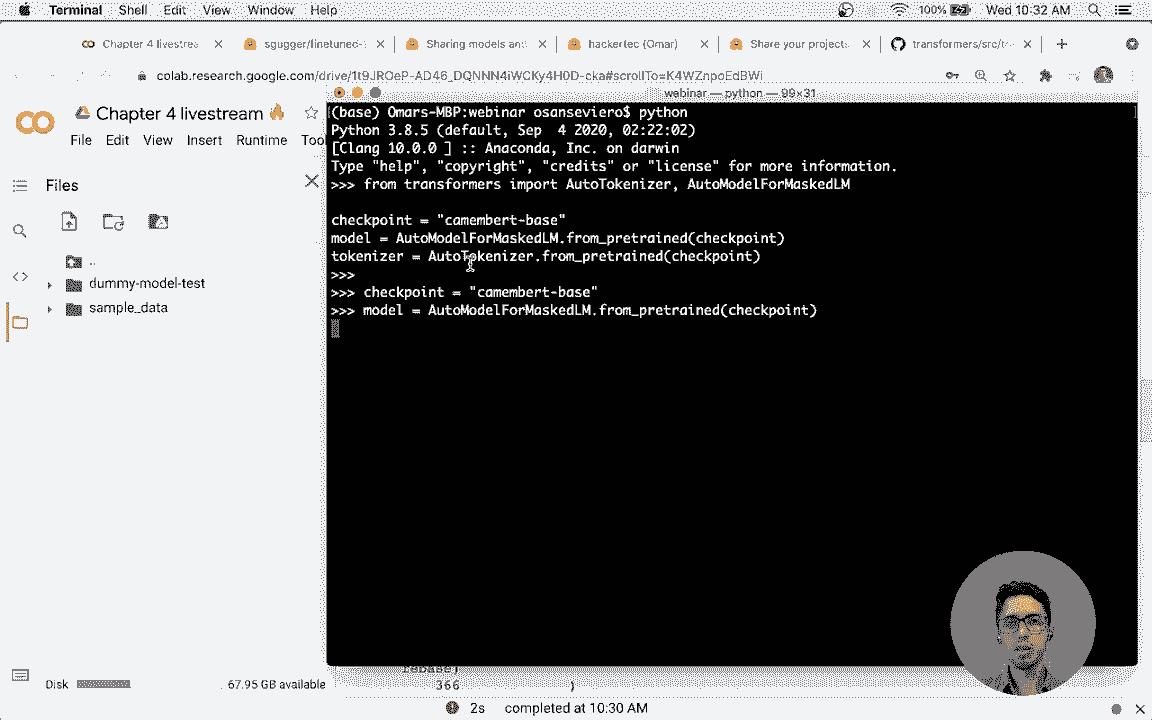 Terminal Shell Edit View Window Help 100% Wed 10:32 AM
Chapter 4 livestrea sgugger/finetuned- Sharing models and hackertec (Omar) Share your projects transformers/src/tr
colab.research.google.com/drive/1t9JROeP-AD46_DQNNN4iWCKy4H0D-cka#scrollTo=K4WZnpoEdBWj
webinar — python — 99×31
Chapter 4 livestream
File Edit View Insert Runtime Tool
Files
..
dummy-model-test
sample_data
(base) Omars-MBP:webinar osanseviero$ python
Python 3.8.5 (default, Sep  4 2020, 02:22:02)
[Clang 10.0.0 ] :: Anaconda, Inc. on darwin
Type "help", "copyright", "credits" or "license" for more information.
>>> from transformers import AutoTokenizer, AutoModelForMaskedLM
checkpoint = "camembert-base"
model = AutoModelForMaskedLM.from_pretrained(checkpoint)
tokenizer = AutoTokenizer.from_pretrained(checkpoint)
>>>
>>> checkpoint = "camembert-base"
>>> model = AutoModelForMaskedLM.from_pretrained(checkpoint)
366 )
Disk 67.95 GB available
2s completed at 10:30 AM